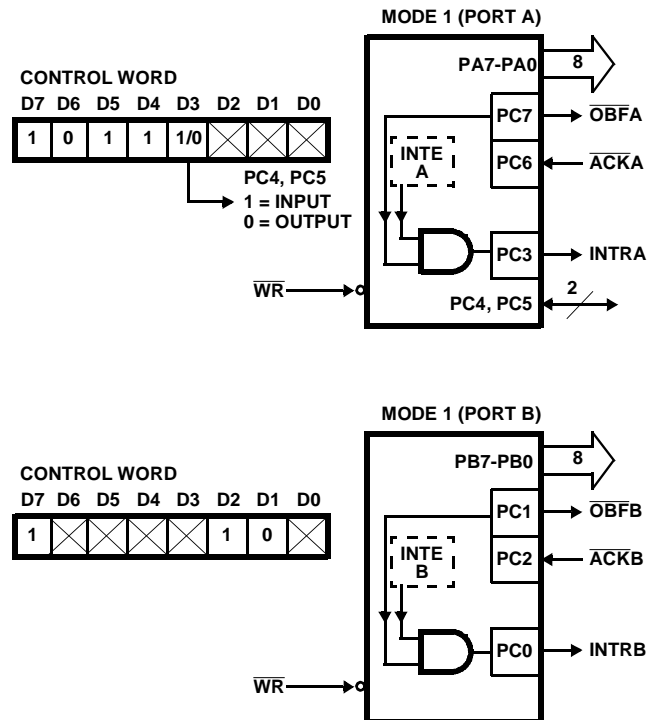 MODE 1 (PORT A)
CONTROL WORD
D7 D6 D5 D4 D3 D2 D1 D0
1 0 1 1 1/0
PC4, PC5
1 = INPUT
0 = OUTPUT
PA7-PA0 8
PC7 OBFA
INTE
A
PC6 ACKA
PC3 INTRA
WR
PC4, PC5 2
MODE 1 (PORT B)
CONTROL WORD
D7 D6 D5 D4 D3 D2 D1 D0
1 1 0
PB7-PB0 8
PC1 OBFB
INTE
B
PC2 ACKB
PC0 INTRB
WR